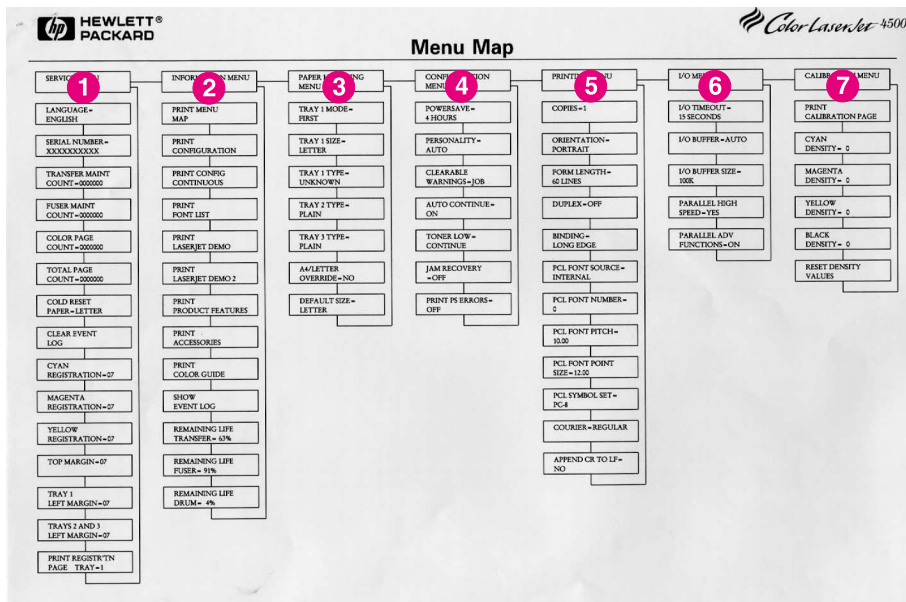 hp HEWLETT®
PACKARD
Color LaserJet 4500
Menu Map
1
SERVICE
LANGUAGE=
ENGLISH
SERIAL NUMBER=
XXXXXXXXXX
TRANSFER MAINT
COUNT=0000000
FUSER MAINT
COUNT=0000000
COLOR PAGE
COUNT=0000000
TOTAL PAGE
COUNT=0000000
COLD RESET
PAPER=LETTER
CLEAR EVENT
LOG
CYAN
REGISTRATION=07
MAGENTA
REGISTRATION=07
YELLOW
REGISTRATION=07
TOP MARGIN=07
TRAY 1
LEFT MARGIN=07
TRAYS 2 AND 3
LEFT MARGIN=07
PRINT REGISTR'TN
PAGE TRAY=1
2
INFORMATION MENU
PRINT MENU
MAP
PRINT
CONFIGURATION
PRINT CONFIG
CONTINUOUS
PRINT
FONT LIST
PRINT
LASERJET DEMO
PRINT
LASERJET DEMO 2
PRINT
PRODUCT FEATURES
PRINT
ACCESSORIES
PRINT
COLOR GUIDE
SHOW
EVENT LOG
REMAINING LIFE
TRANSFER= 63%
REMAINING LIFE
FUSER= 91%
REMAINING LIFE
DRUM= 4%
3
PAPER HANDLING
MENU
TRAY 1 MODE=
FIRST
TRAY 1 SIZE=
LETTER
TRAY 1 TYPE=
UNKNOWN
TRAY 2 TYPE=
PLAIN
TRAY 3 TYPE=
PLAIN
A4/LETTER
OVERRIDE=NO
DEFAULT SIZE=
LETTER
4
CONFIGURATION
MENU
POWERSAVE=
4 HOURS
PERSONALITY=
AUTO
CLEARABLE
WARNINGS=JOB
AUTO CONTINUE=
ON
TONER LOW=
CONTINUE
JAM RECOVERY
=OFF
PRINT PS ERRORS=
OFF
5
PRINTING MENU
COPIES=1
ORIENTATION=
PORTRAIT
FORM LENGTH=
60 LINES
DUPLEX=OFF
BINDING=
LONG EDGE
PCL FONT SOURCE=
INTERNAL
PCL FONT NUMBER=
0
PCL FONT PITCH=
10.00
PCL FONT POINT
SIZE=12.00
PCL SYMBOL SET=
PC-8
COURIER=REGULAR
APPEND CR TO LF=
NO
6
I/O MENU
I/O TIMEOUT=
15 SECONDS
I/O BUFFER=AUTO
I/O BUFFER SIZE=
100K
PARALLEL HIGH
SPEED=YES
PARALLEL ADV
FUNCTIONS=ON
7
CALIBRATION MENU
PRINT
CALIBRATION PAGE
CYAN
DENSITY= 0
MAGENTA
DENSITY= 0
YELLOW
DENSITY= 0
BLACK
DENSITY= 0
RESET DENSITY
VALUES